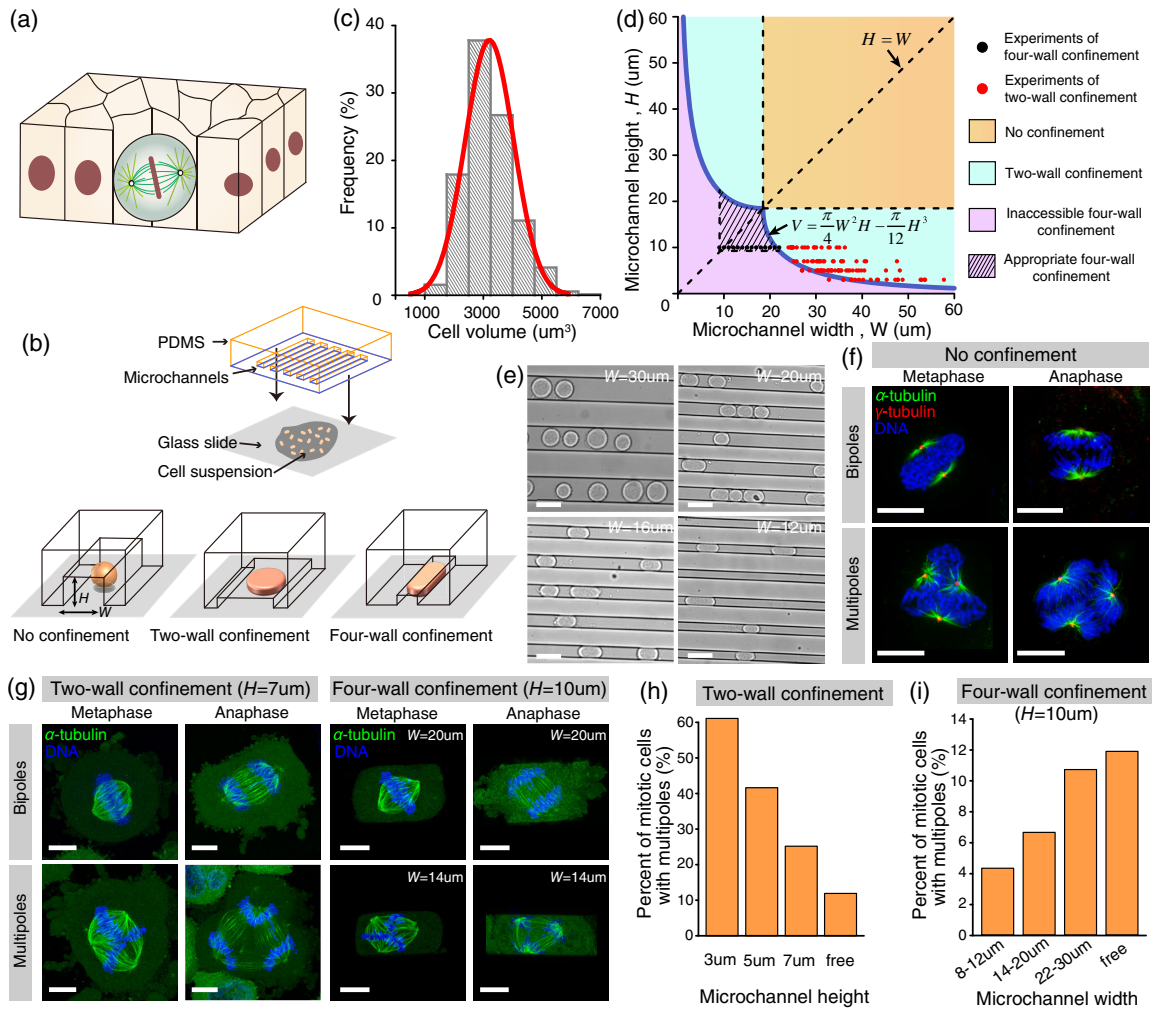 (a)
(b)
PDMS
Microchannels
Glass slide
Cell suspension
H
W
No confinement
Two-wall confinement
Four-wall confinement
(c)
Frequency (%)
40
30
20
10
0
1000
3000
5000
7000
Cell volume (um³)
(d)
Microchannel height , H (um)
60
50
40
30
20
10
0
10
20
30
40
50
60
Microchannel width , W (um)
H = W
V = π/4 W²H − π/12 H³
Experiments of
four-wall confinement
Experiments of
two-wall confinement
No confinement
Two-wall confinement
Inaccessible four-wall
confinement
Appropriate four-wall
confinement
(e)
W=30um
W=20um
W=16um
W=12um
(f)
No confinement
Metaphase
Anaphase
α-tubulin
γ-tubulin
DNA
Bipoles
Multipoles
(g)
Two-wall confinement (H=7um)
Four-wall confinement (H=10um)
Metaphase
Anaphase
Metaphase
Anaphase
α-tubulin
DNA
α-tubulin
DNA
W=20um
W=20um
W=14um
W=14um
Bipoles
Multipoles
(h)
Two-wall confinement
Percent of mitotic cells
with multipoles (%)
60
50
40
30
20
10
0
3um
5um
7um
free
Microchannel height
(i)
Four-wall confinement
(H=10um)
Percent of mitotic cells
with multipoles (%)
14
12
10
8
6
4
2
0
8-12um
14-20um
22-30um
free
Microchannel width